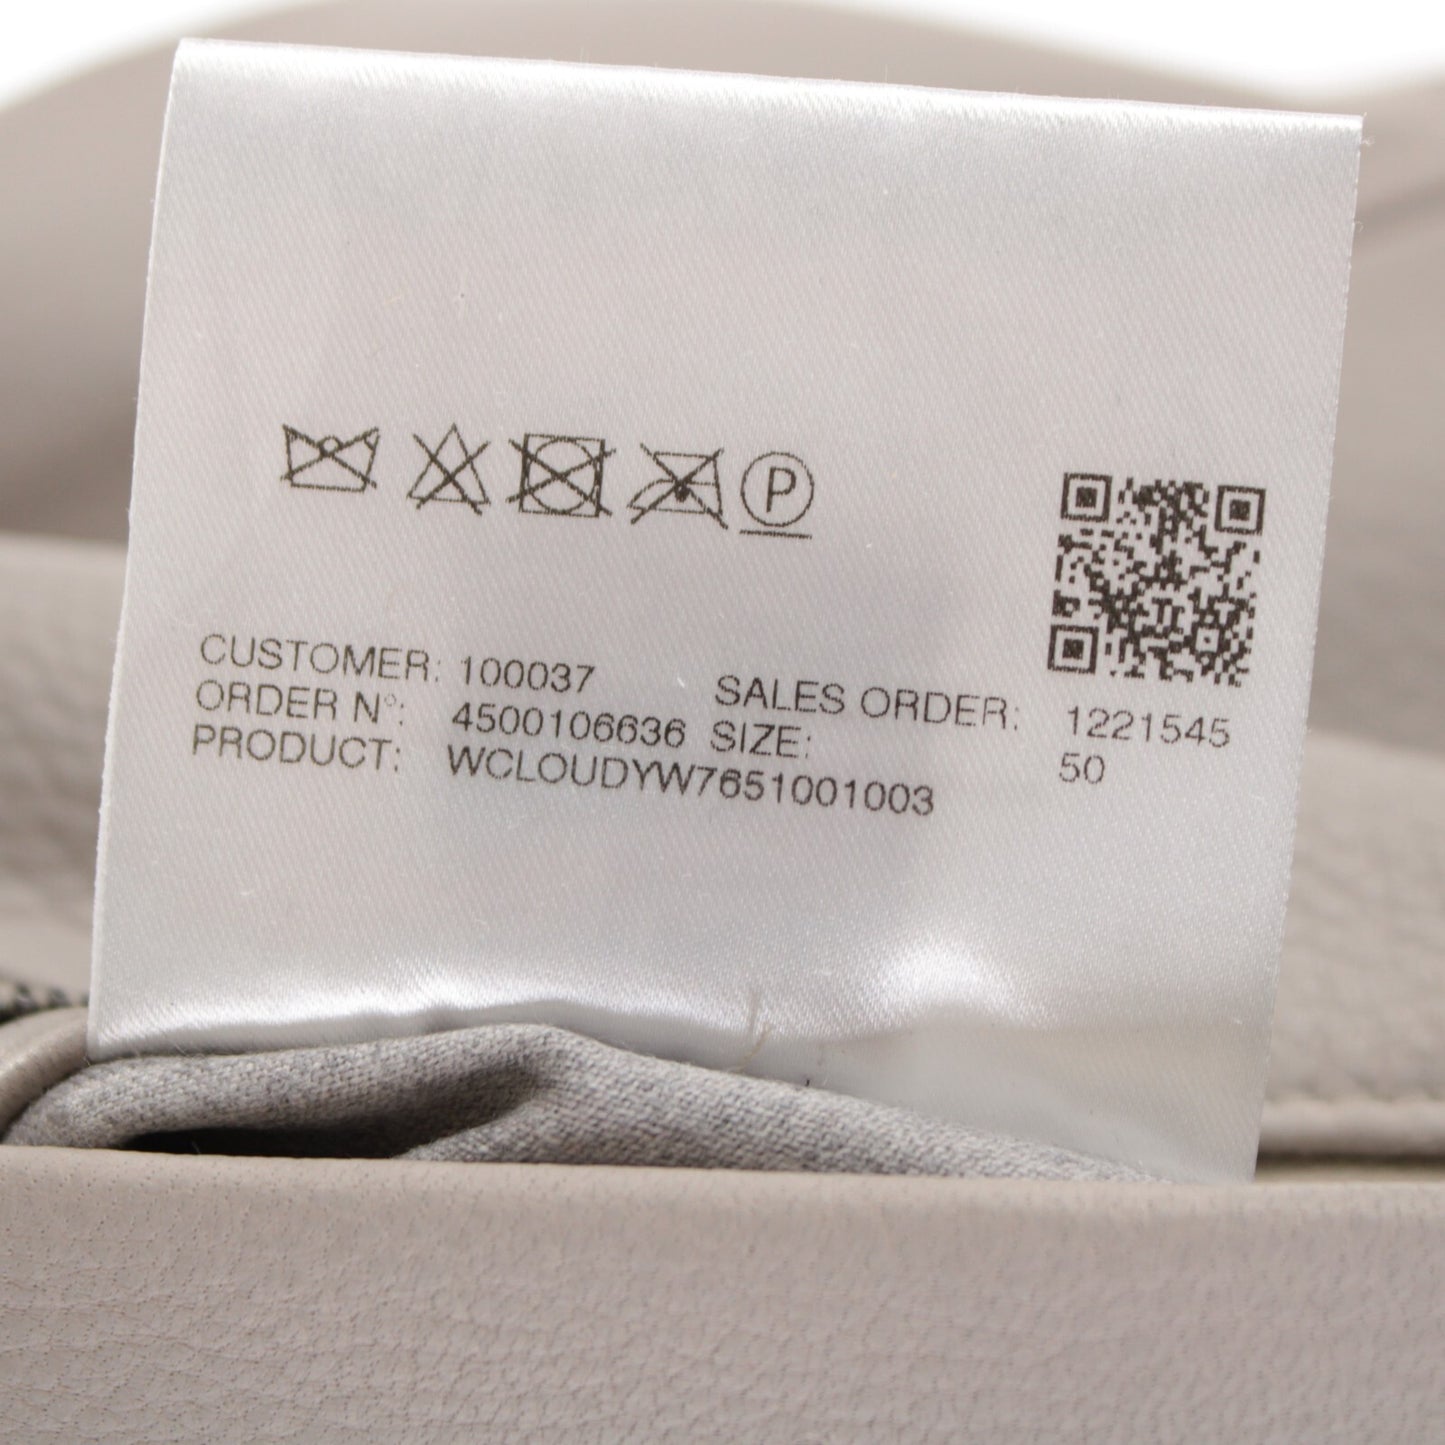 P
CUSTOMER: 100037 SALES ORDER: 1221545
ORDER N°: 4500106636 SIZE: 50
PRODUCT: WCLOUDYW7651001003